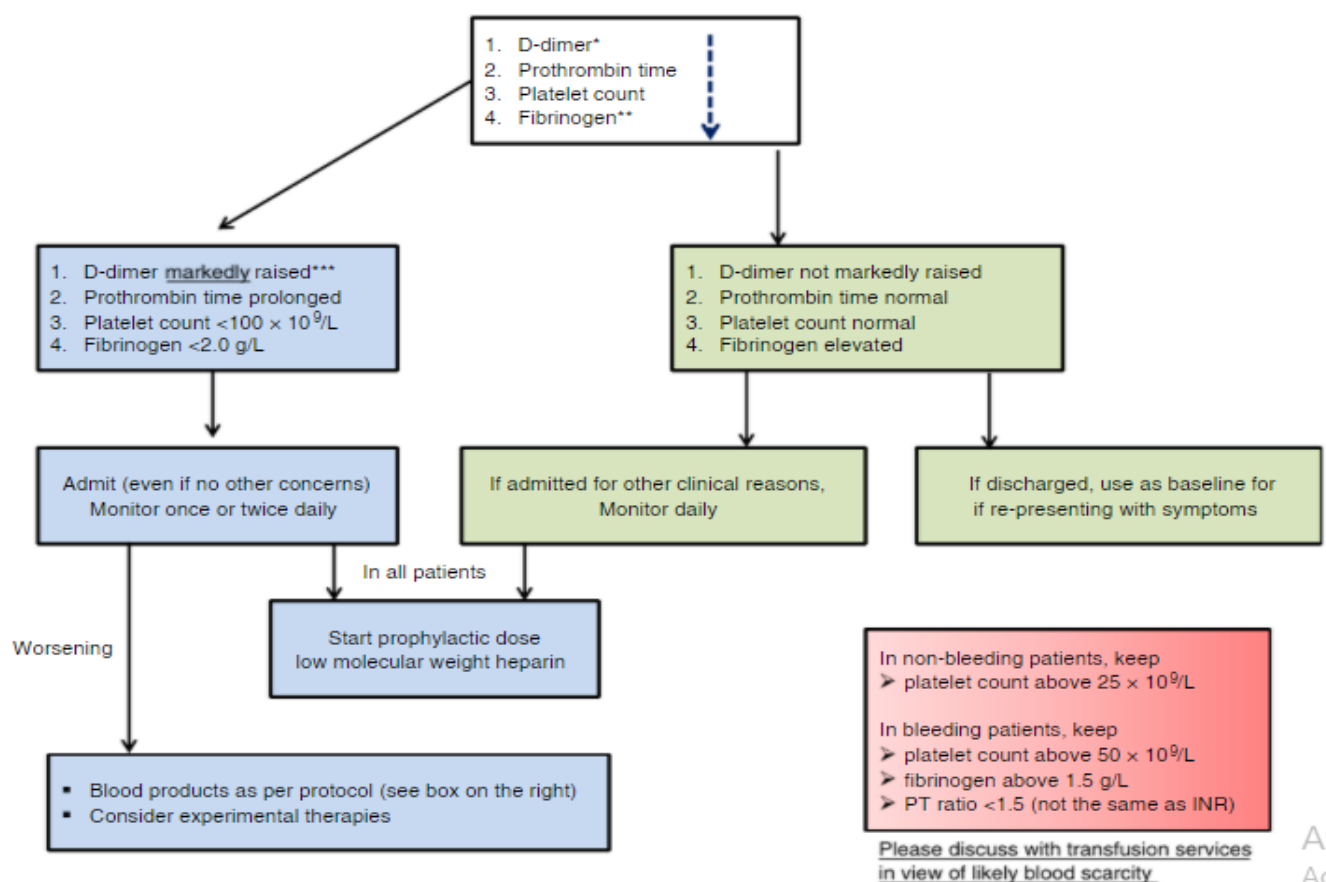 1. D-dimer*
2. Prothrombin time
3. Platelet count
4. Fibrinogen**
1. D-dimer markedly raised***
2. Prothrombin time prolonged
3. Platelet count <100 × 10⁹/L
4. Fibrinogen <2.0 g/L
1. D-dimer not markedly raised
2. Prothrombin time normal
3. Platelet count normal
4. Fibrinogen elevated
Admit (even if no other concerns)
Monitor once or twice daily
If admitted for other clinical reasons,
Monitor daily
If discharged, use as baseline for
if re-presenting with symptoms
In all patients
Worsening
Start prophylactic dose
low molecular weight heparin
▪ Blood products as per protocol (see box on the right)
▪ Consider experimental therapies
In non-bleeding patients, keep
➢ platelet count above 25 × 10⁹/L
In bleeding patients, keep
➢ platelet count above 50 × 10⁹/L
➢ fibrinogen above 1.5 g/L
➢ PT ratio <1.5 (not the same as INR)
Please discuss with transfusion services
in view of likely blood scarcity